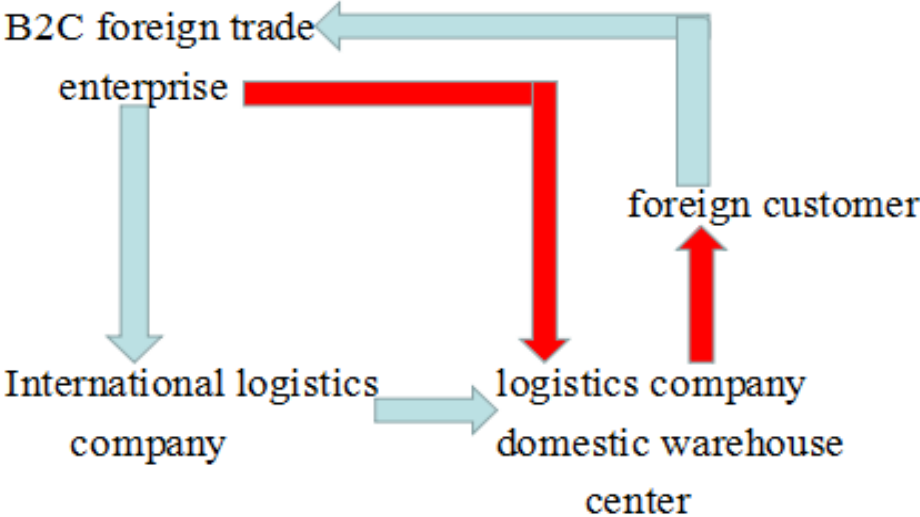 B2C foreign trade
enterprise
foreign customer
International logistics
company
logistics company
domestic warehouse
center